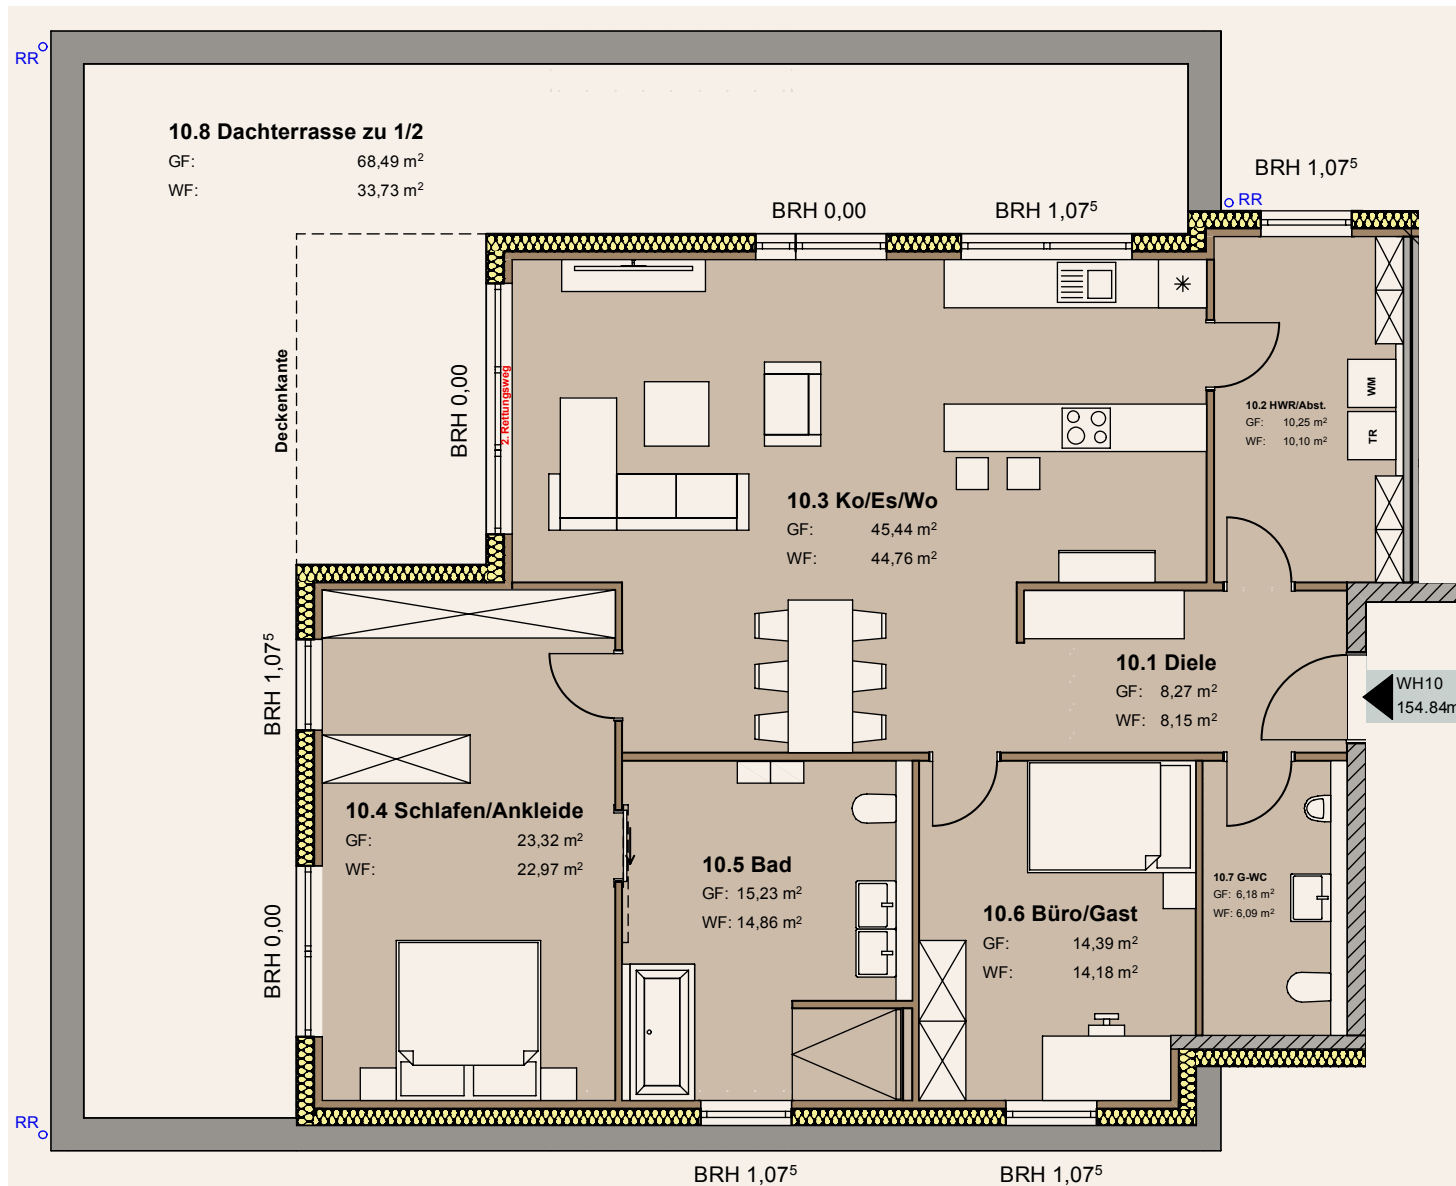 RR
10.8 Dachterrasse zu 1/2
GF: 68,49 m²
WF: 33,73 m²
BRH 1,07⁵
RR
BRH 0,00
BRH 1,07⁵
Deckenkante
BRH 0,00
2. Rettungsweg
WM
TR
10.2 HWR/Abst.
GF: 10,25 m²
WF: 10,10 m²
10.3 Ko/Es/Wo
GF: 45,44 m²
WF: 44,76 m²
BRH 1,07⁵
10.1 Diele
GF: 8,27 m²
WF: 8,15 m²
WH10
154.84m
10.4 Schlafen/Ankleide
GF: 23,32 m²
WF: 22,97 m²
10.5 Bad
GF: 15,23 m²
WF: 14,86 m²
10.6 Büro/Gast
GF: 14,39 m²
WF: 14,18 m²
10.7 G-WC
GF: 6,18 m²
WF: 6,09 m²
BRH 0,00
RR
BRH 1,07⁵
BRH 1,07⁵